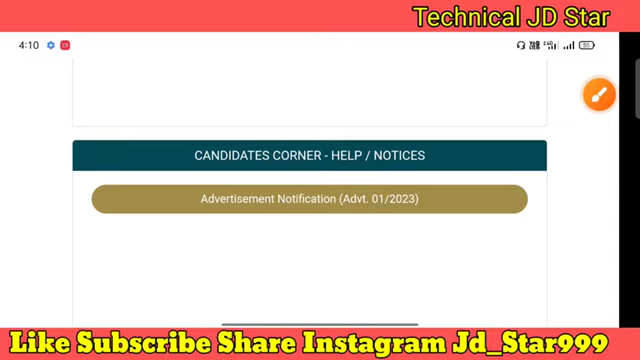 Technical JD Star
4:10
CANDIDATES CORNER - HELP / NOTICES
Advertisement Notification (Advt. 01/2023)
Like Subscribe Share Instagram Jd_Star999